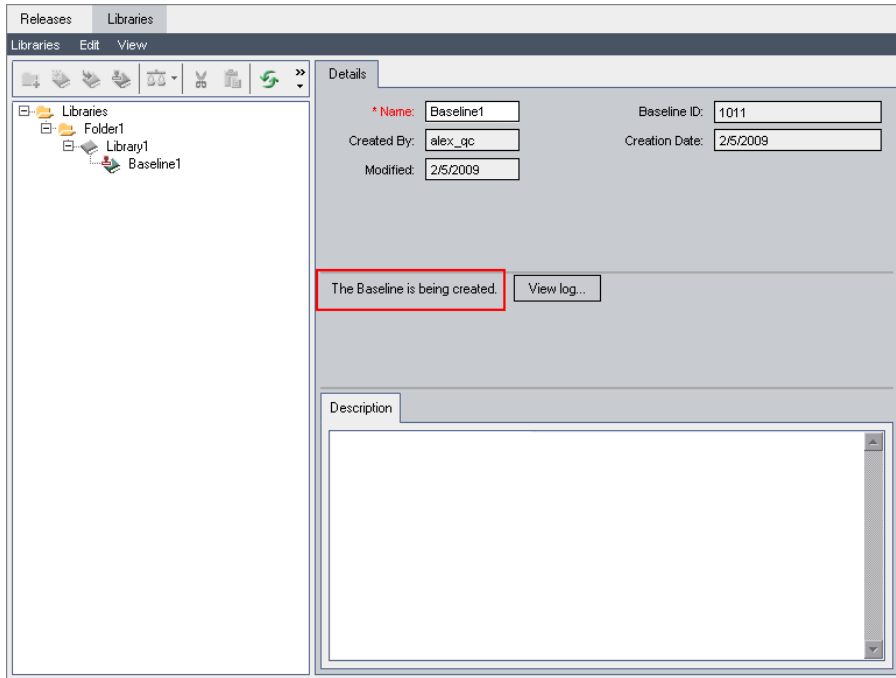 Releases Libraries
Libraries Edit View
Details
Libraries
Folder1
Library1
Baseline1
* Name: Baseline1 Baseline ID: 1011
Created By: alex_qc Creation Date: 2/5/2009
Modified: 2/5/2009
The Baseline is being created. View log...
Description